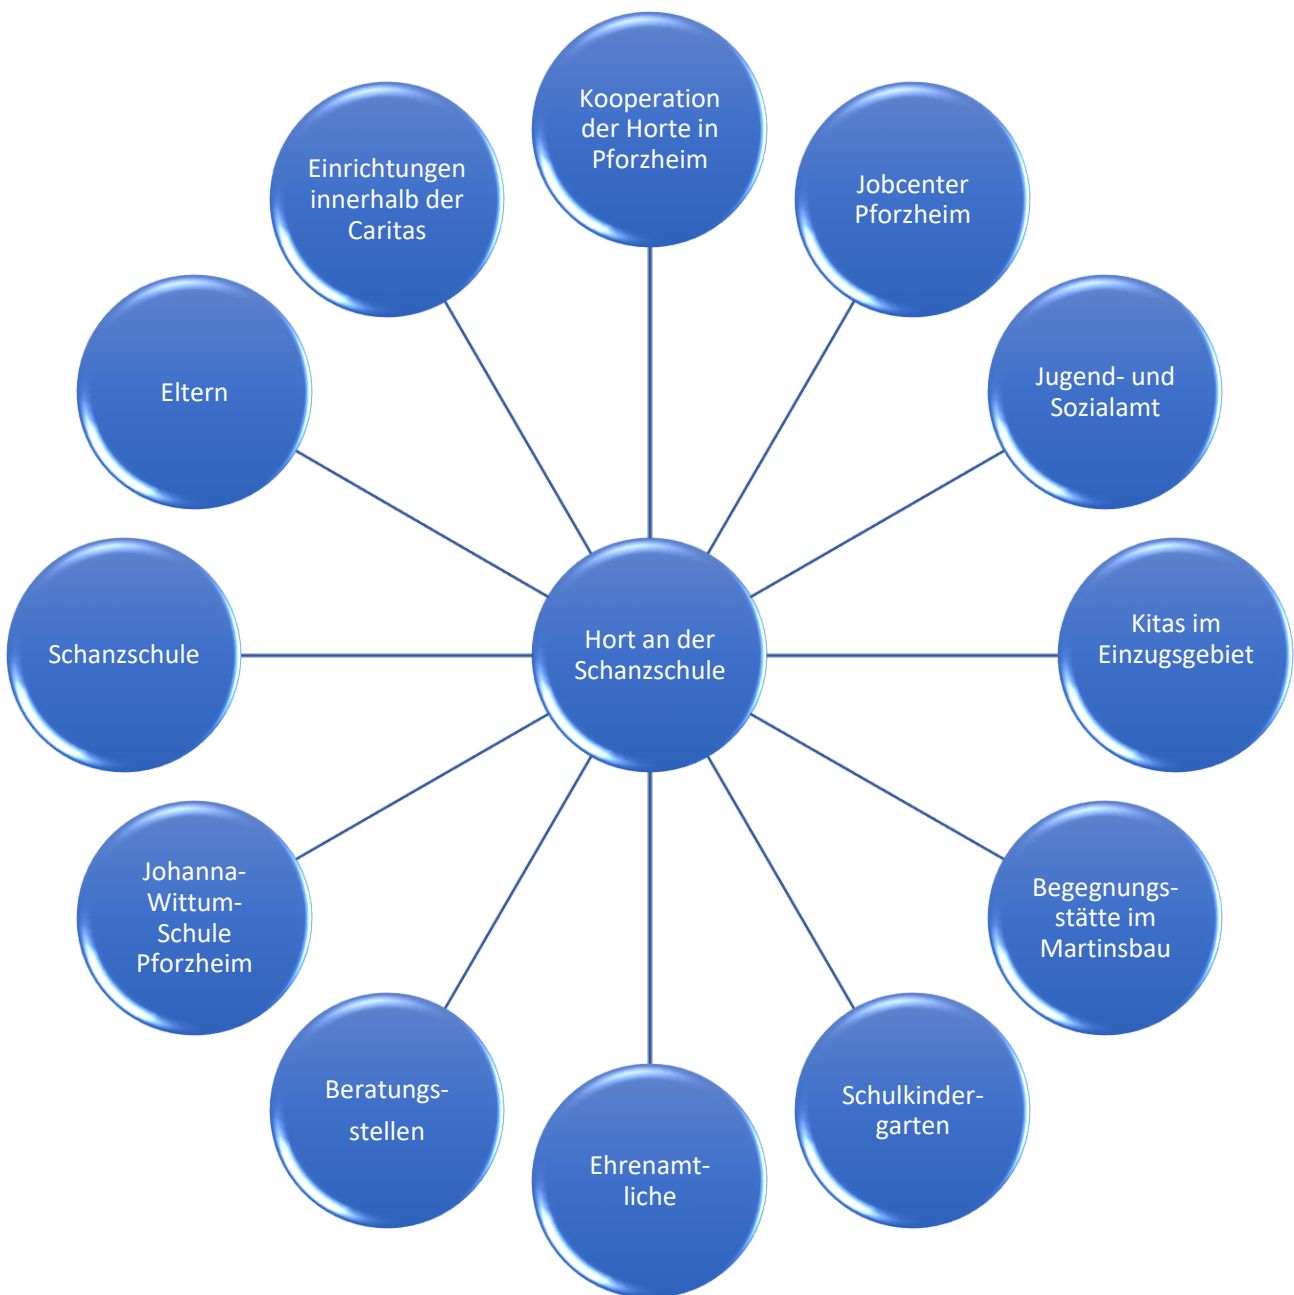 Kooperation
der Horte in
Pforzheim
Jobcenter
Pforzheim
Jugend- und
Sozialamt
Kitas im
Einzugsgebiet
Begegnungs-
stätte im
Martinsbau
Schulkinder-
garten
Ehrenamt-
liche
Beratungs-
stellen
Johanna-
Wittum-
Schule
Pforzheim
Schanzschule
Eltern
Einrichtungen
innerhalb der
Caritas
Hort an der
Schanzschule